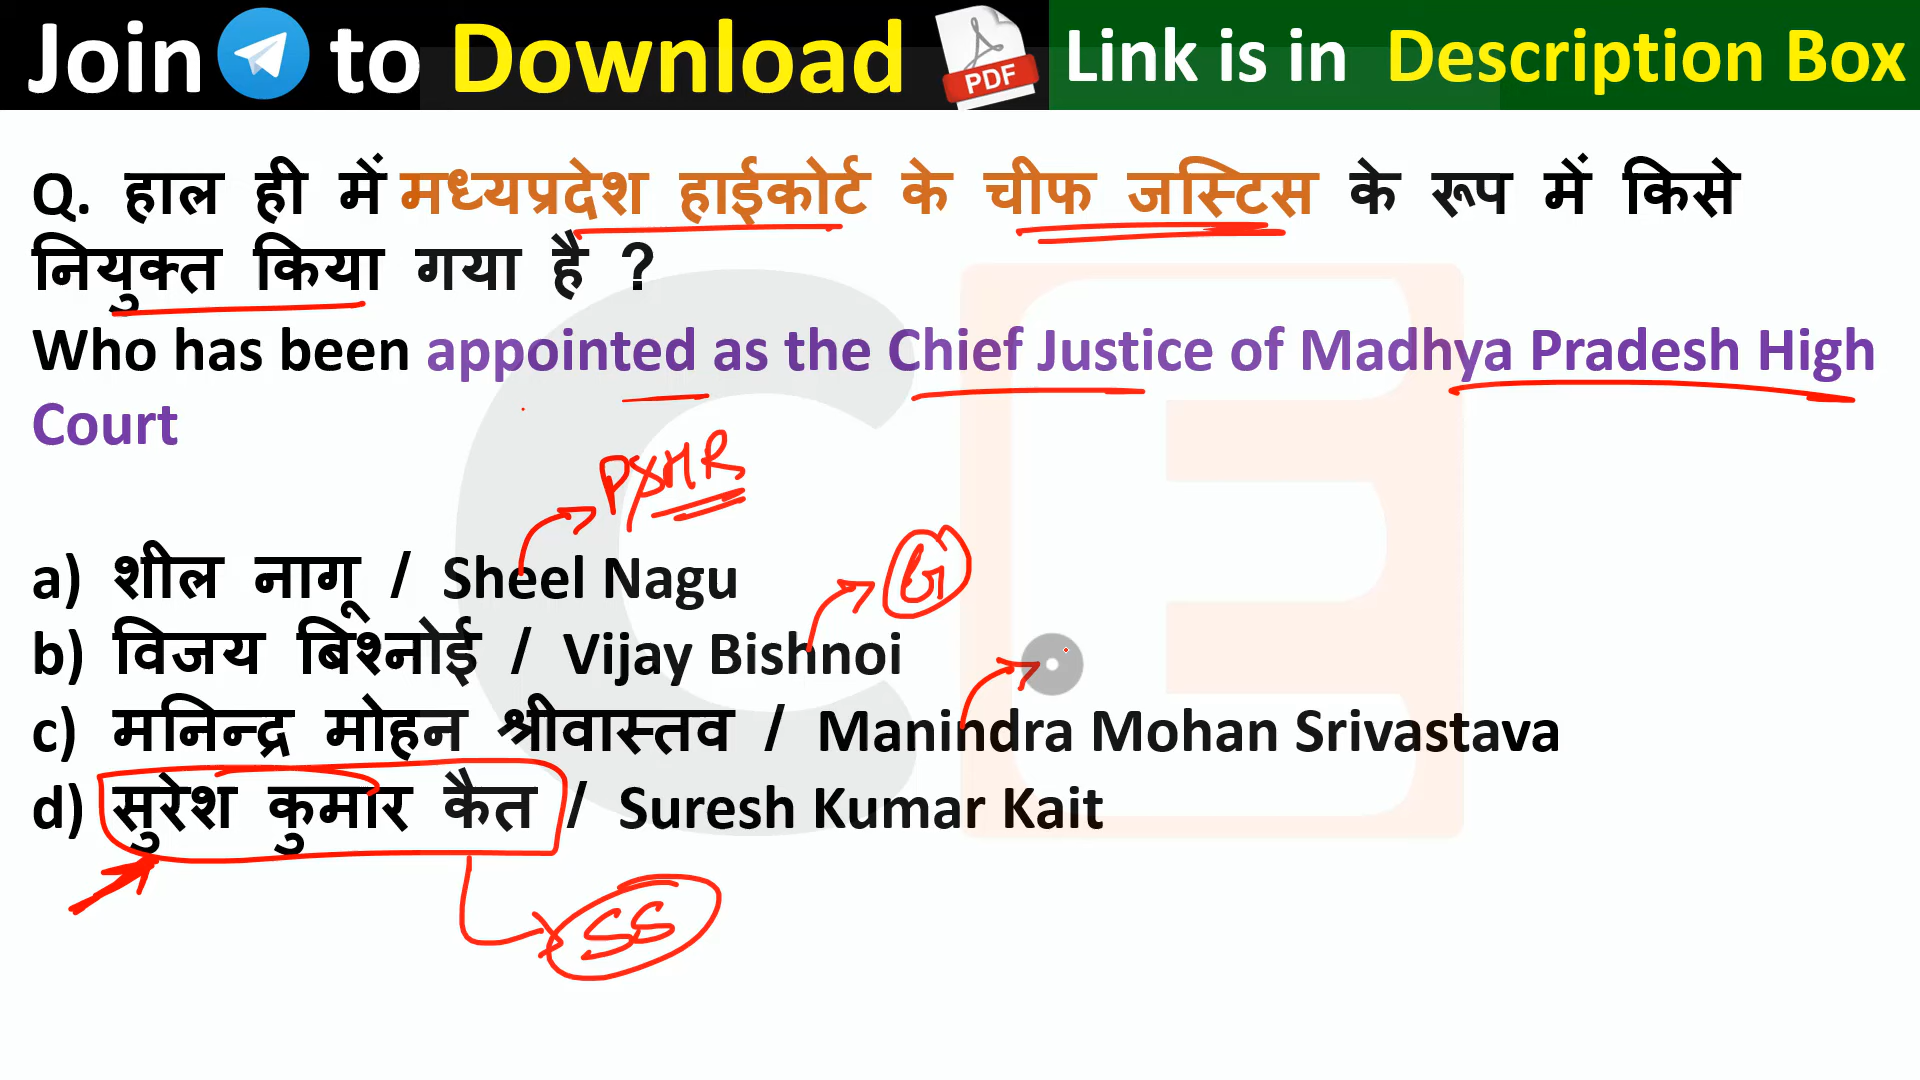 Join to Download PDF Link is in Description Box
Q. हाल ही में मध्यप्रदेश हाईकोर्ट के चीफ जस्टिस के रूप में किसे
नियुक्त किया गया है ?
Who has been appointed as the Chief Justice of Madhya Pradesh High
Court
a) शील नागू / Sheel Nagu
b) विजय बिश्नोई / Vijay Bishnoi
c) मनिन्द्र मोहन श्रीवास्तव / Manindra Mohan Srivastava
d) सुरेश कुमार कैत / Suresh Kumar Kait
SS